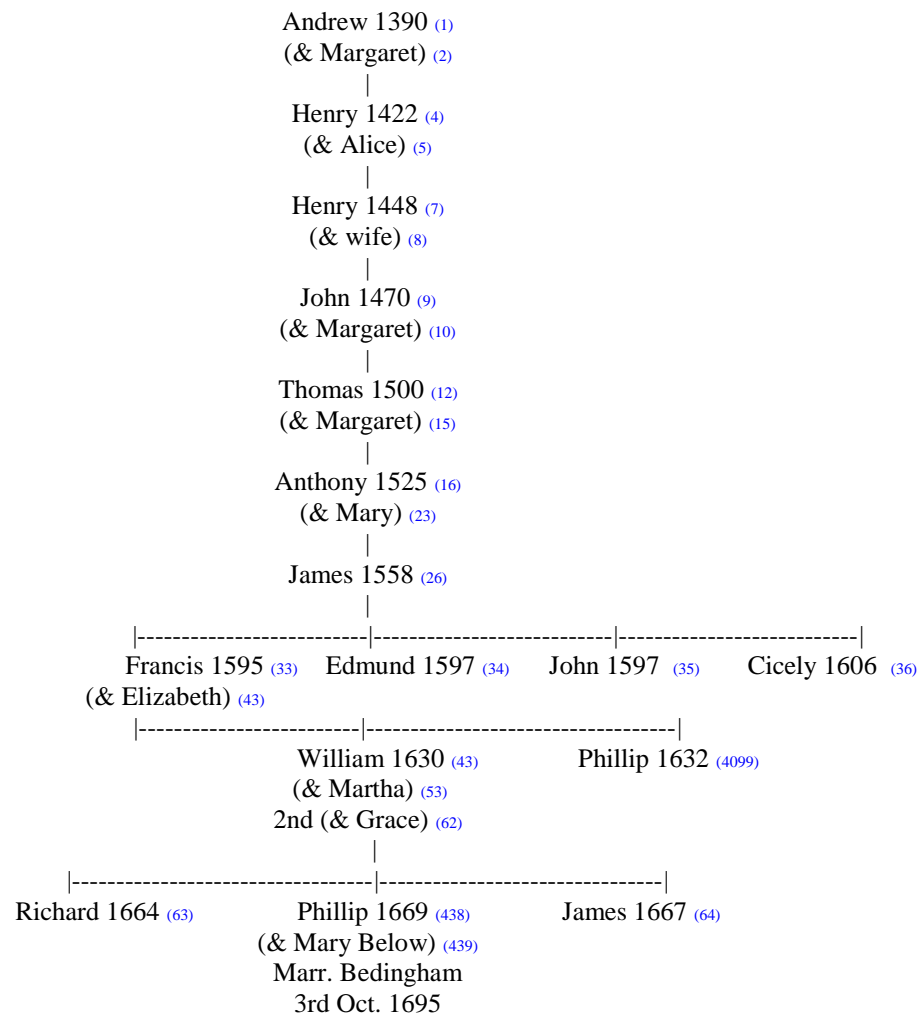 Andrew 1390 (1)
(& Margaret) (2)
|
Henry 1422 (4)
(& Alice) (5)
|
Henry 1448 (7)
(& wife) (8)
|
John 1470 (9)
(& Margaret) (10)
|
Thomas 1500 (12)
(& Margaret) (15)
|
Anthony 1525 (16)
(& Mary) (23)
|
James 1558 (26)
|
|--------------------------|---------------------------|---------------------------|
Francis 1595 (33) Edmund 1597 (34) John 1597 (35) Cicely 1606 (36)
(& Elizabeth) (43)
|-------------------------|-----------------------------------|
William 1630 (43) Phillip 1632 (4099)
(& Martha) (53)
2nd (& Grace) (62)
|
|----------------------------------|--------------------------------|
Richard 1664 (63) Phillip 1669 (438) James 1667 (64)
(& Mary Below) (439)
Marr. Bedingham
3rd Oct. 1695